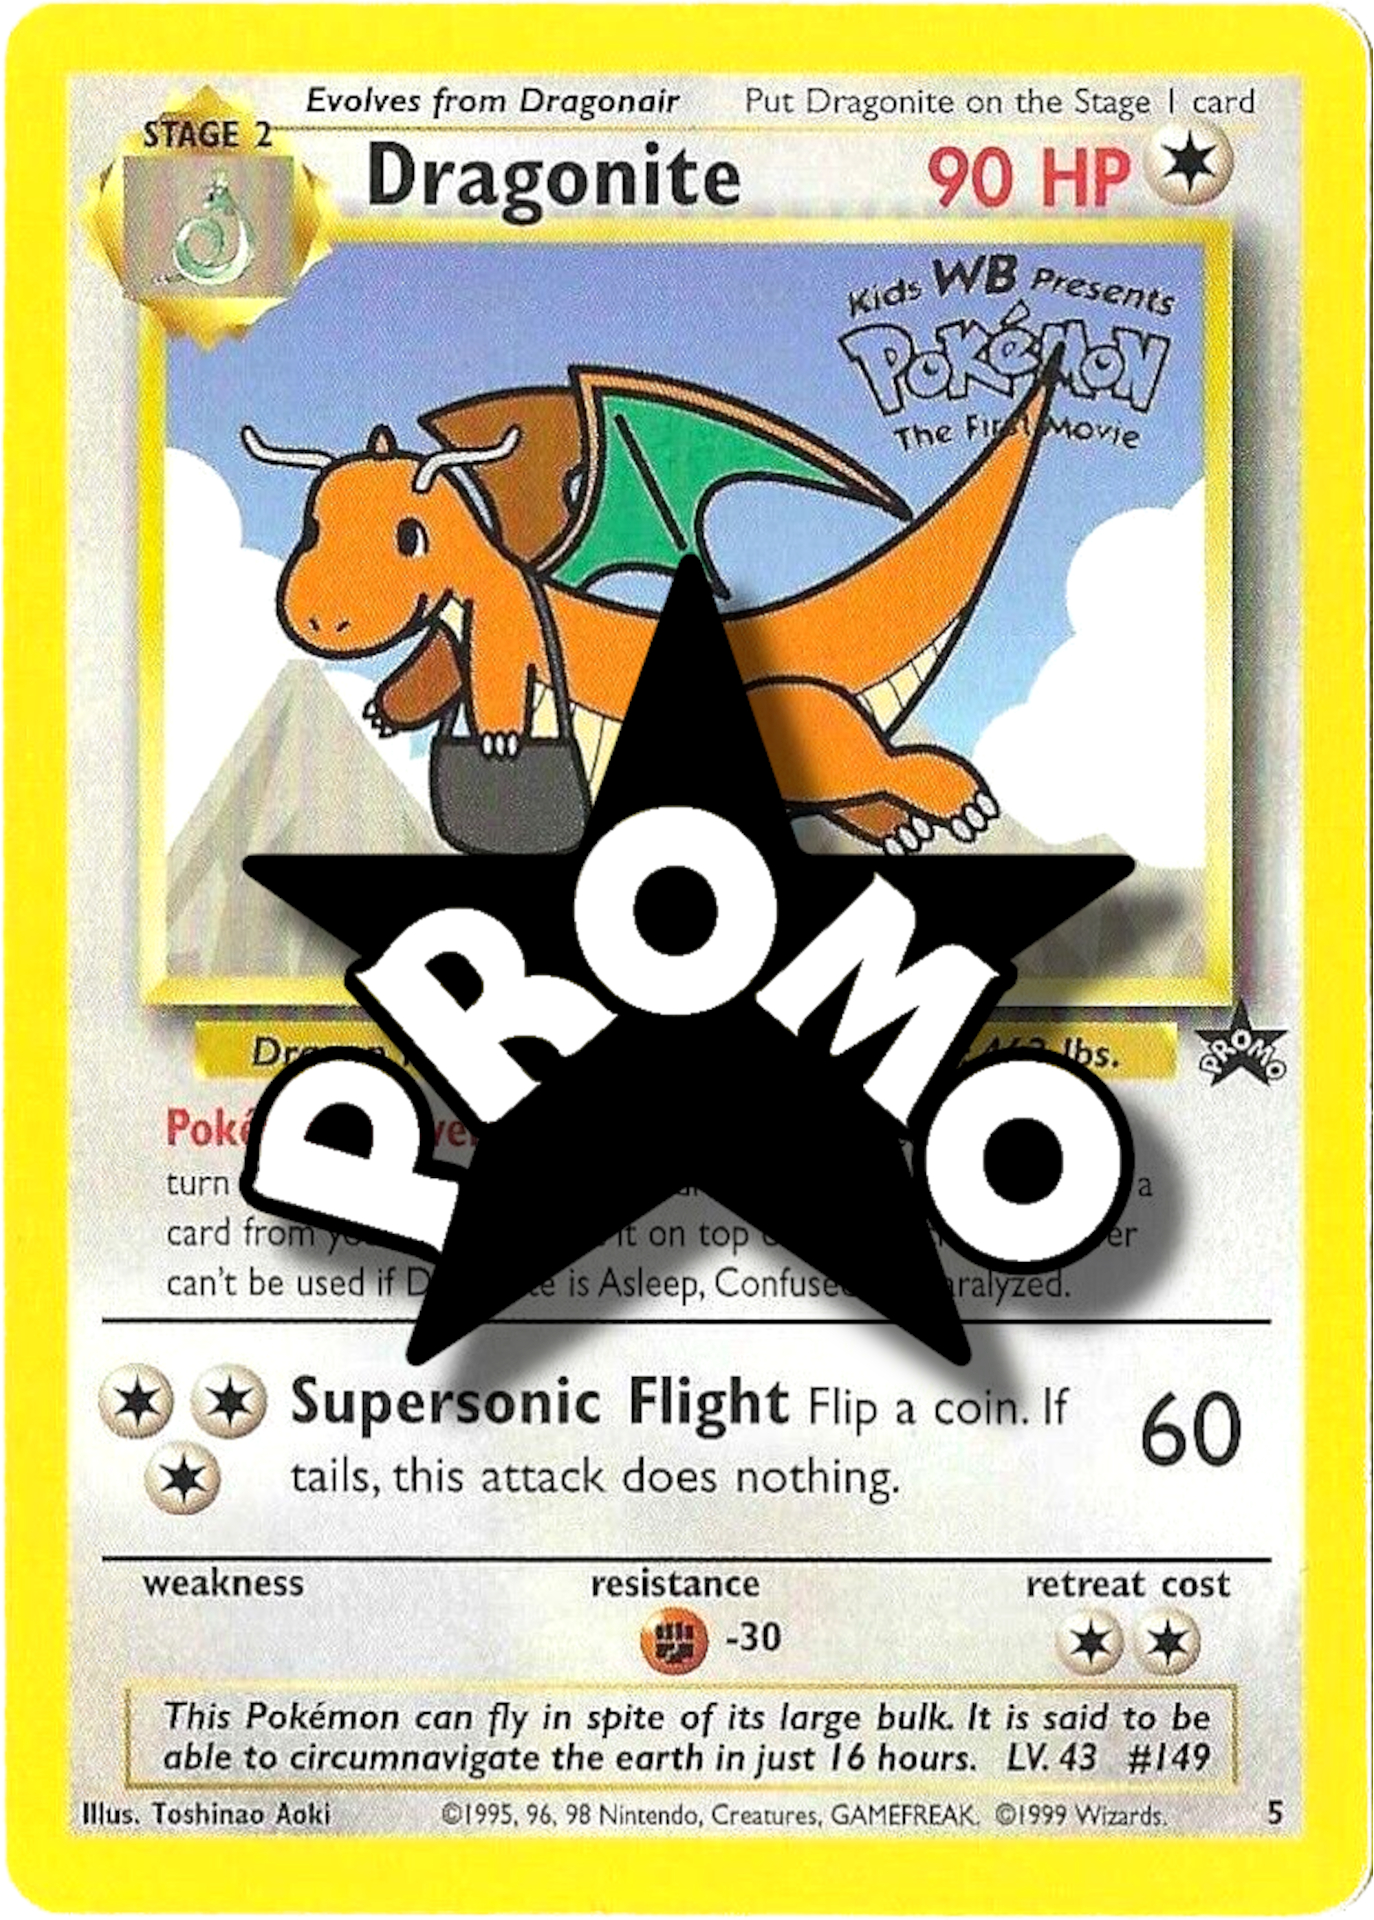 Evolves from Dragonair Put Dragonite on the Stage 1 card
STAGE 2
Dragonite 90 HP
Kids WB Presents
POKéMON
The First Movie
lbs.
PROMO
PROMO
turn a
card from it on top
can't be used if is Asleep, Confused
Supersonic Flight Flip a coin. If
tails, this attack does nothing.
60
weakness resistance retreat cost
-30
This Pokémon can fly in spite of its large bulk. It is said to be
able to circumnavigate the earth in just 16 hours. LV. 43 #149
Illus. Toshinao Aoki ©1995, 96, 98 Nintendo, Creatures, GAMEFREAK. ©1999 Wizards. 5